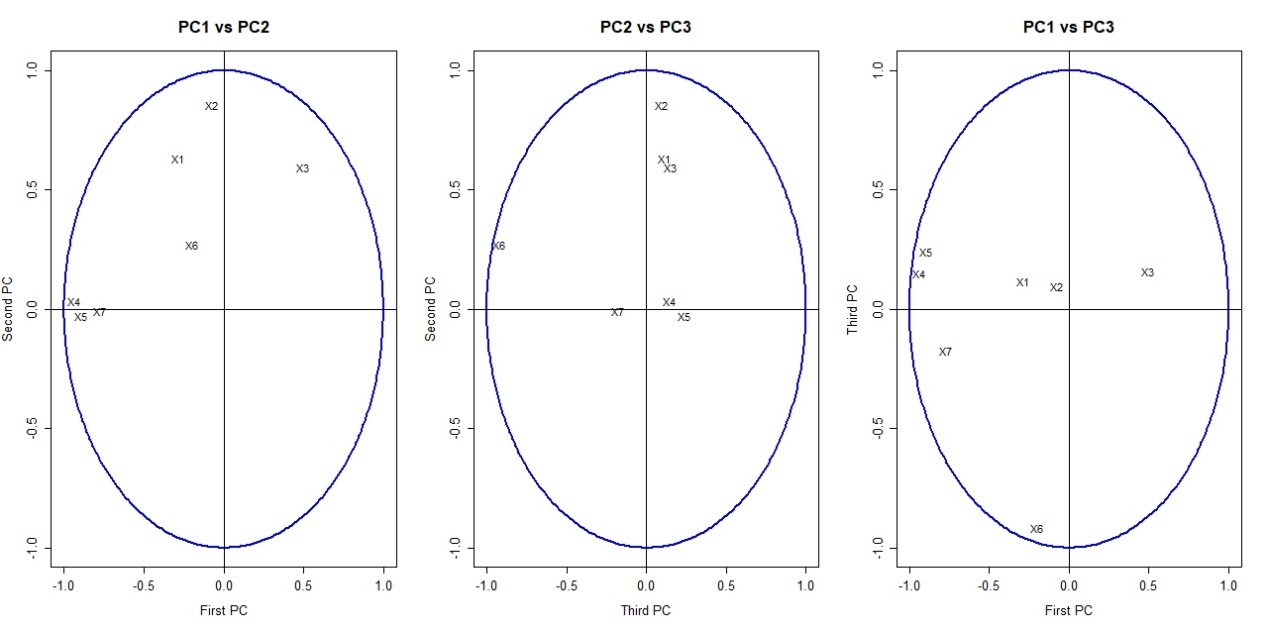 PC1 vs PC2
1.0
0.5
0.0
-0.5
-1.0
Second PC
X2
X1
X3
X6
X4
X5
X7
-1.0 -0.5 0.0 0.5 1.0
First PC
PC2 vs PC3
1.0
0.5
0.0
-0.5
-1.0
Second PC
X2
X1
X3
X6
X4
X7
X5
-1.0 -0.5 0.0 0.5 1.0
Third PC
PC1 vs PC3
1.0
0.5
0.0
-0.5
-1.0
Third PC
X5
X4
X3
X1
X2
X7
X6
-1.0 -0.5 0.0 0.5 1.0
First PC